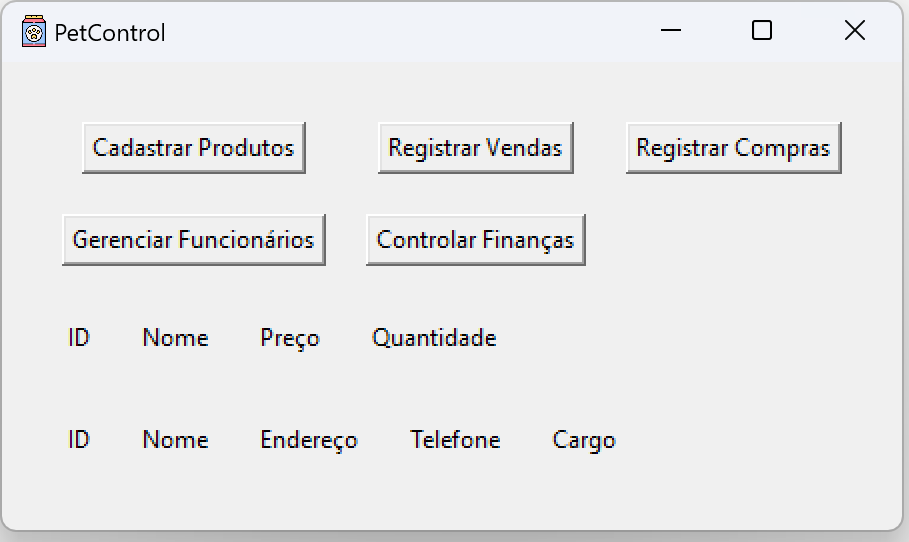 PetControl
Cadastrar Produtos Registrar Vendas Registrar Compras
Gerenciar Funcionários Controlar Finanças
ID Nome Preço Quantidade
ID Nome Endereço Telefone Cargo